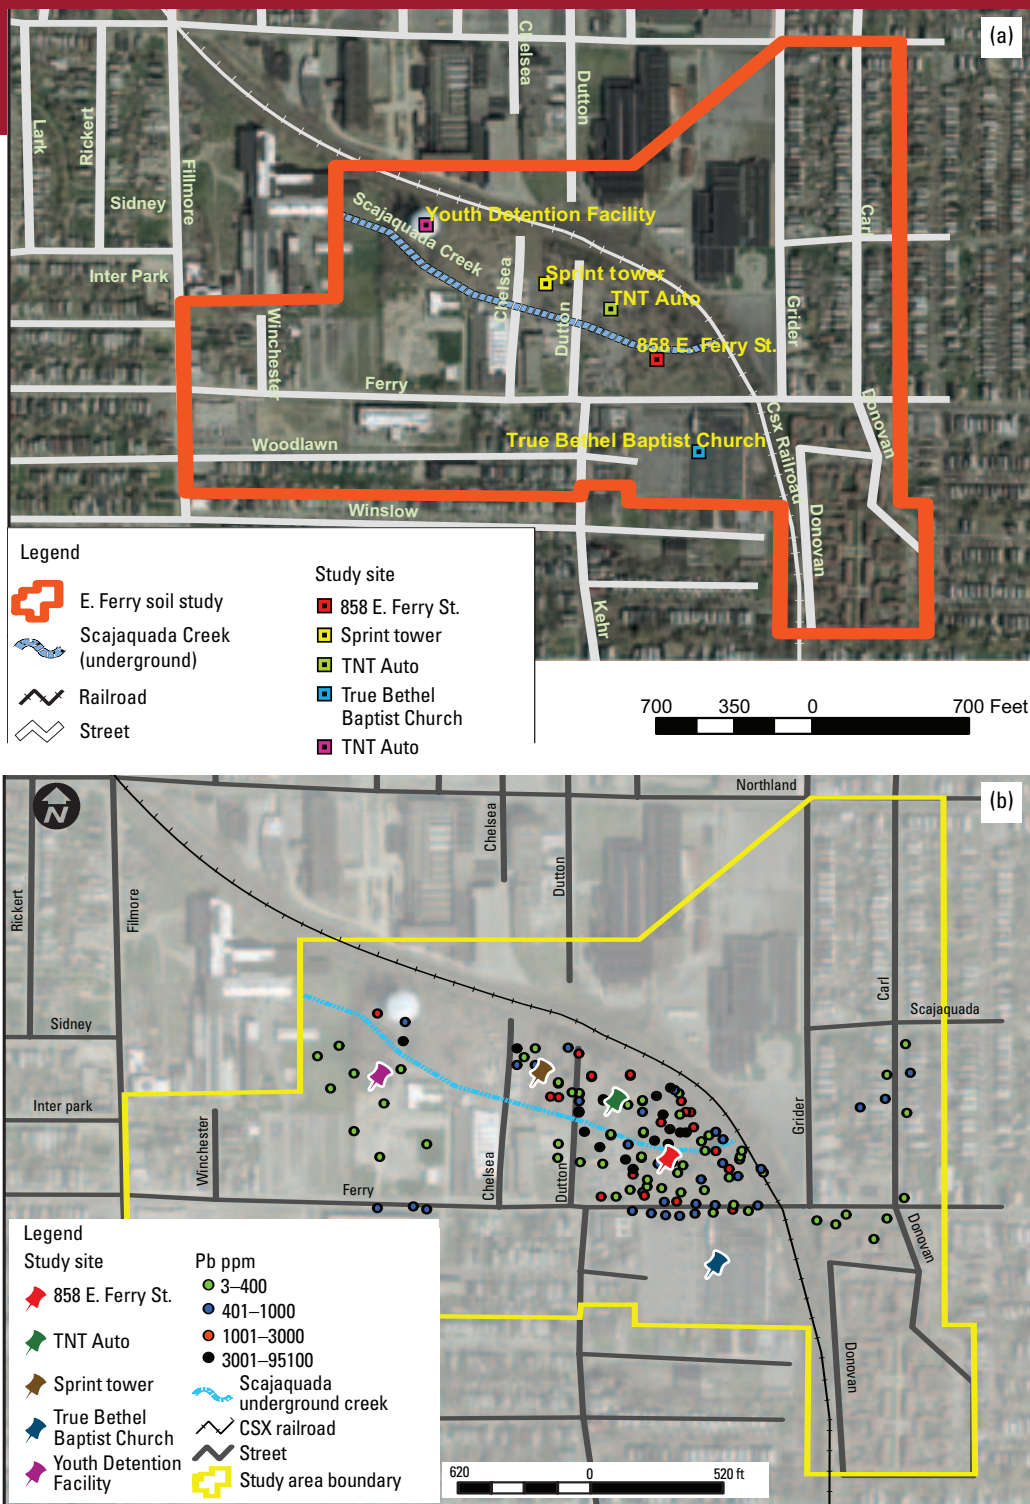 (a)
Chelsea
Dutton
Lark
Rickert
Fillmore
Sidney
Scajaquada Creek
Youth Detention Facility
Carl
Inter Park
Chelsea
Sprint tower
TNT Auto
Grider
Winchester
Dutton
858 E. Ferry St.
Ferry
Donovan
Csx Railroad
True Bethel Baptist Church
Woodlawn
Winslow
Donovan
Kehr
Legend
E. Ferry soil study
Scajaquada Creek
(underground)
Railroad
Street
Study site
858 E. Ferry St.
Sprint tower
TNT Auto
True Bethel
Baptist Church
TNT Auto
700 350 0 700 Feet
(b)
N
Northland
Chelsea
Dutton
Rickert
Filmore
Carl
Scajaquada
Sidney
Inter park
Grider
Winchester
Chelsea
Dutton
Ferry
Donovan
Donovan
Legend
Study site
858 E. Ferry St.
TNT Auto
Sprint tower
True Bethel
Baptist Church
Youth Detention
Facility
Pb ppm
3–400
401–1000
1001–3000
3001–95100
Scajaquada
underground creek
CSX railroad
Street
Study area boundary
620 0 520 ft